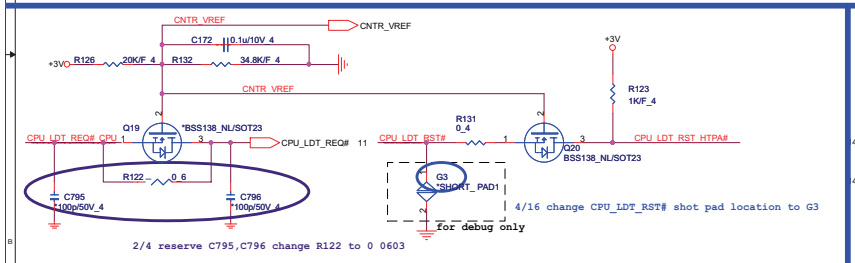 CNTR_VREF
CNTR_VREF
C172 0.1u/10V_4
+3V
+3V R126 20K/F_4 R132 34.8K/F_4
R123
1K/F_4
CNTR_VREF
2
2
Q19 *BSS138_NL/SOT23
R131
0_4
CPU_LDT_REQ#_CPU 1 3 CPU_LDT_REQ# 11
CPU_LDT_RST# 1 3 CPU_LDT_RST_HTPA#
Q20
BSS138_NL/SOT23
R122 0_6
1
G3
*SHORT_PAD1
2
C795
*100p/50V_4
C796
*100p/50V_4
4/16 change CPU_LDT_RST# shot pad location to G3
for debug only
2/4 reserve C795,C796 change R122 to 0 0603
B